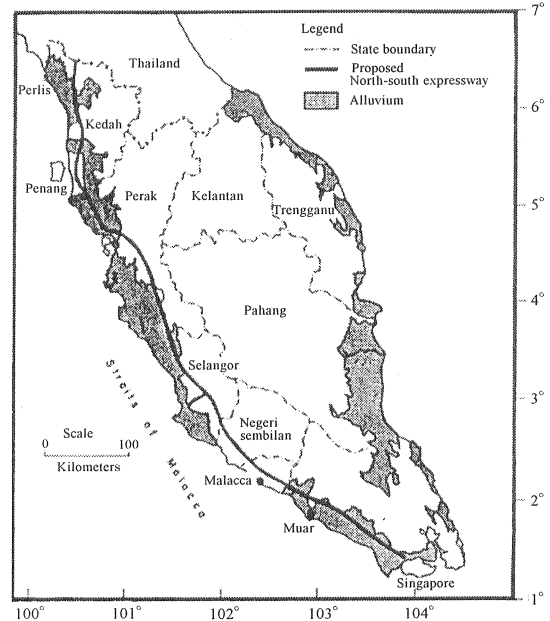 7°
Legend
State boundary
Proposed
North-south expressway
Alluvium
Thailand
Perlis
6°
Kedah
Penang
Perak
Kelantan
Trengganu
5°
Pahang
4°
Selangor
Straits of Malacca
3°
Negeri
sembilan
Scale
0 100
Kilometers
Malacca
2°
Muar
Singapore
1°
100° 101° 102° 103° 104°